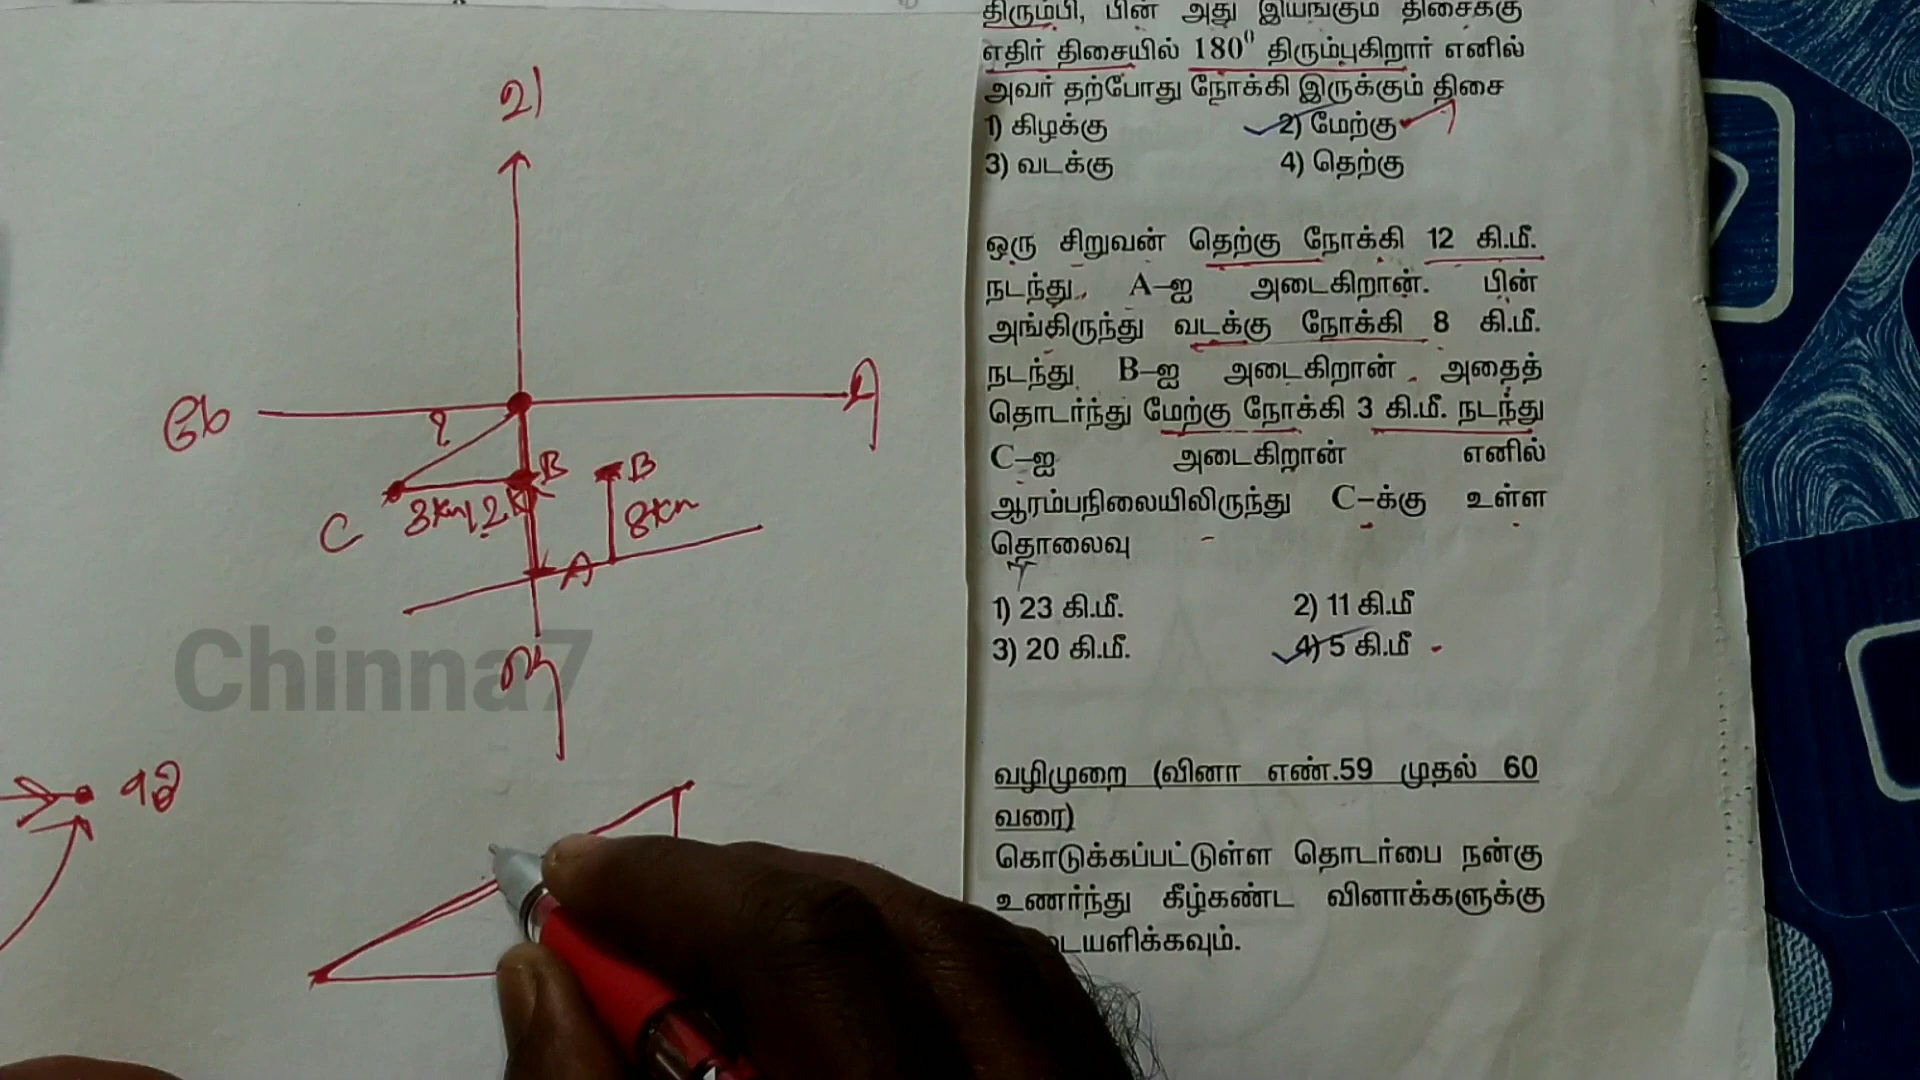 திரும்பி, பின் அது இயங்கும் திசைக்கு
எதிர் திசையில் 180⁰ திரும்புகிறார் எனில்
அவர் தற்போது நோக்கி இருக்கும் திசை
1) கிழக்கு 2) மேற்கு
3) வடக்கு 4) தெற்கு
ஒரு சிறுவன் தெற்கு நோக்கி 12 கி.மீ.
நடந்து, A–ஐ அடைகிறான். பின்
அங்கிருந்து வடக்கு நோக்கி 8 கி.மீ.
நடந்து B–ஐ அடைகிறான் அதைத்
தொடர்ந்து மேற்கு நோக்கி 3 கி.மீ. நடந்து
C–ஐ அடைகிறான் எனில்
ஆரம்பநிலையிலிருந்து C–க்கு உள்ள
தொலைவு
1) 23 கி.மீ. 2) 11 கி.மீ
3) 20 கி.மீ. 4) 5 கி.மீ
வழிமுறை (வினா எண்.59 முதல் 60
வரை)
கொடுக்கப்பட்டுள்ள தொடர்பை நன்கு
உணர்ந்து கீழ்கண்ட வினாக்களுக்கு
டையளிக்கவும்.
B
B
C
3km
8km
A
Chinna7